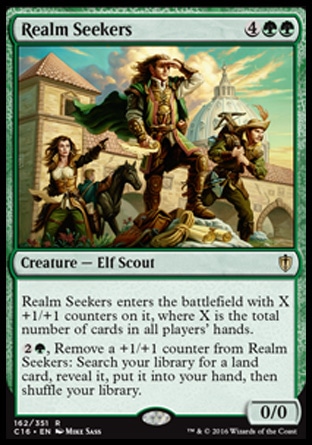 Realm Seekers 4
Creature — Elf Scout
Realm Seekers enters the battlefield with X
+1/+1 counters on it, where X is the total
number of cards in all players' hands.
2, Remove a +1/+1 counter from Realm
Seekers: Search your library for a land
card, reveal it, put it into your hand, then
shuffle your library.
0/0
162/351 R
C16 • EN Mike Sass
™ & © 2016 Wizards of the Coast